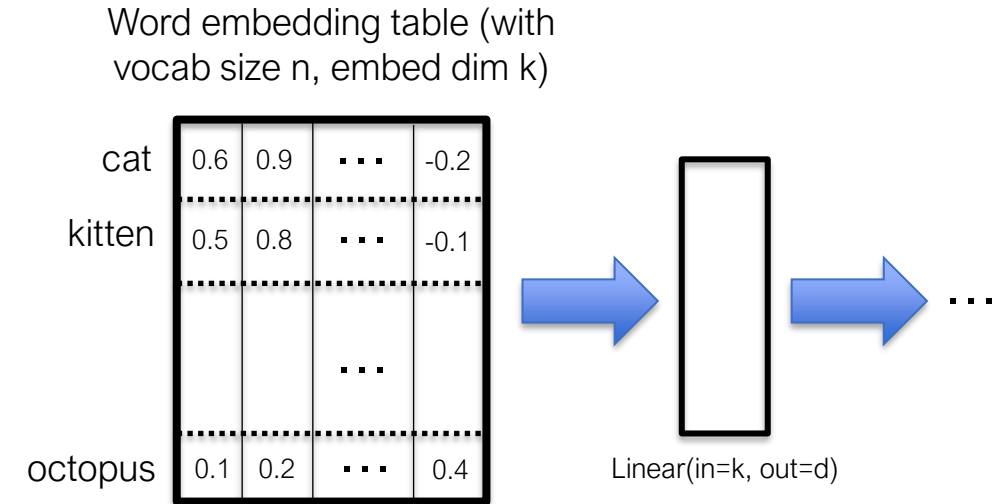 Word embedding table (with
vocab size n, embed dim k)
cat 0.6 0.9 ... -0.2
kitten 0.5 0.8 ... -0.1
...
...
octopus 0.1 0.2 ... 0.4
Linear(in=k, out=d)